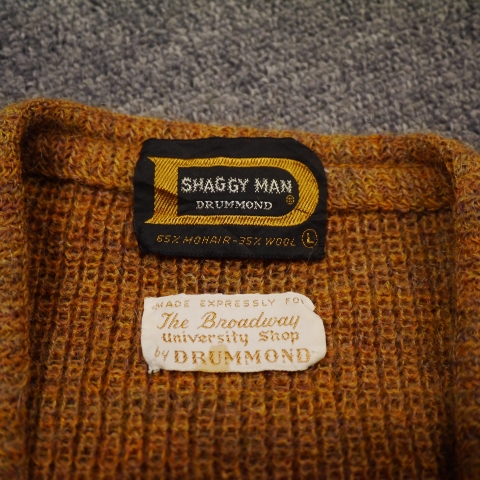 SHAGGY MAN
DRUMMOND ®
65% MOHAIR-35% WOOL L
MADE EXPRESSLY FOR
The Broadway
University Shop
by DRUMMOND